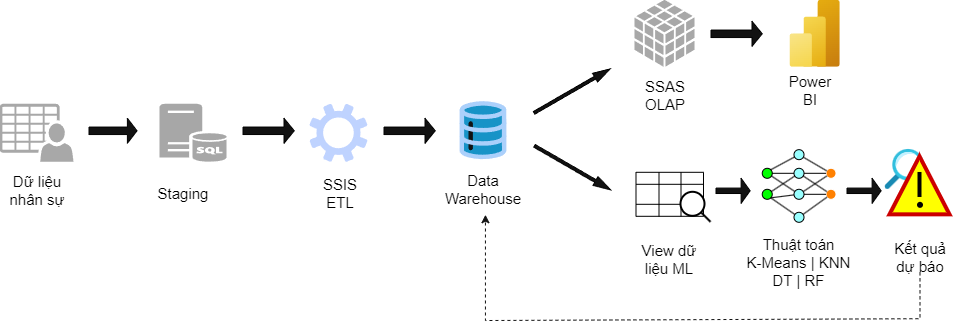 SSAS
OLAP
Power
BI
SQL
Dữ liệu
nhân sự
Staging
SSIS
ETL
Data
Warehouse
View dữ
liệu ML
Thuật toán
K-Means | KNN
DT | RF
Kết quả
dự báo